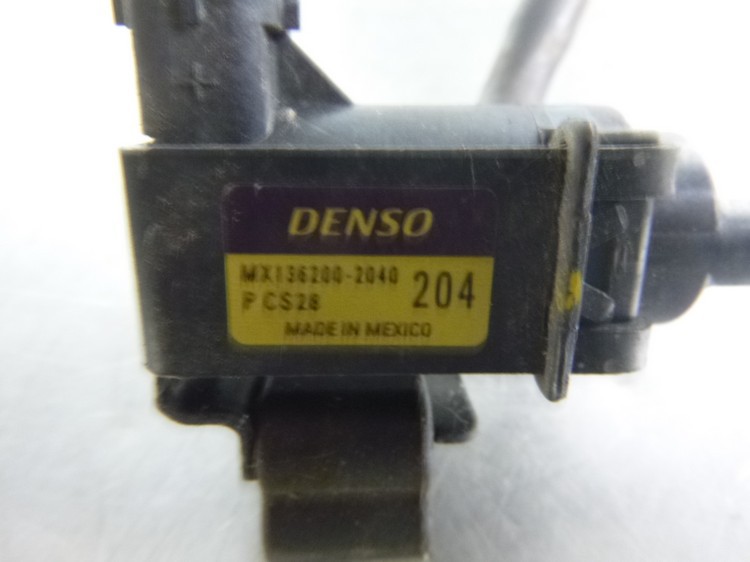 DENSO
MX136200-2040
P CS28
204
MADE IN MEXICO